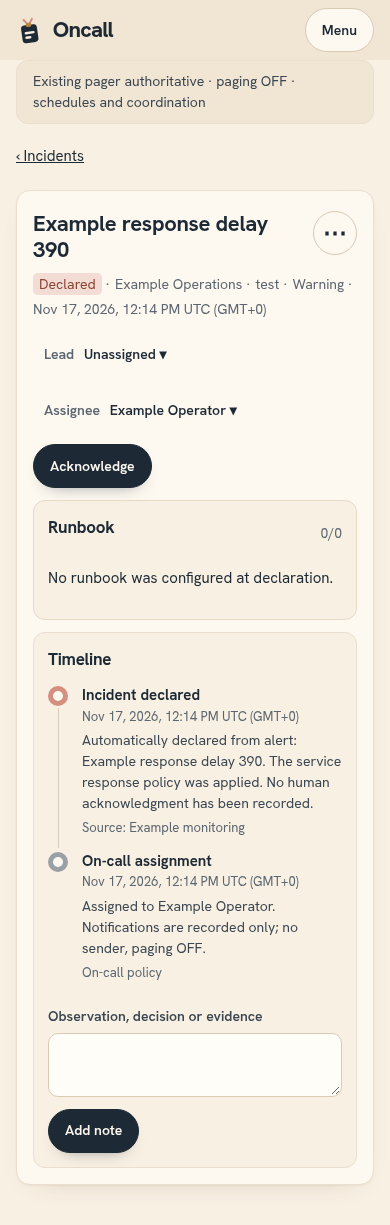 Oncall
Menu
Existing pager authoritative · paging OFF ·
schedules and coordination
‹ Incidents
Example response delay
390
...
Declared · Example Operations · test · Warning ·
Nov 17, 2026, 12:14 PM UTC (GMT+0)
Lead Unassigned ▾
Assignee Example Operator ▾
Acknowledge
Runbook
0/0
No runbook was configured at declaration.
Timeline
Incident declared
Nov 17, 2026, 12:14 PM UTC (GMT+0)
Automatically declared from alert:
Example response delay 390. The service
response policy was applied. No human
acknowledgment has been recorded.
Source: Example monitoring
On-call assignment
Nov 17, 2026, 12:14 PM UTC (GMT+0)
Assigned to Example Operator.
Notifications are recorded only; no
sender, paging OFF.
On-call policy
Observation, decision or evidence
Add note